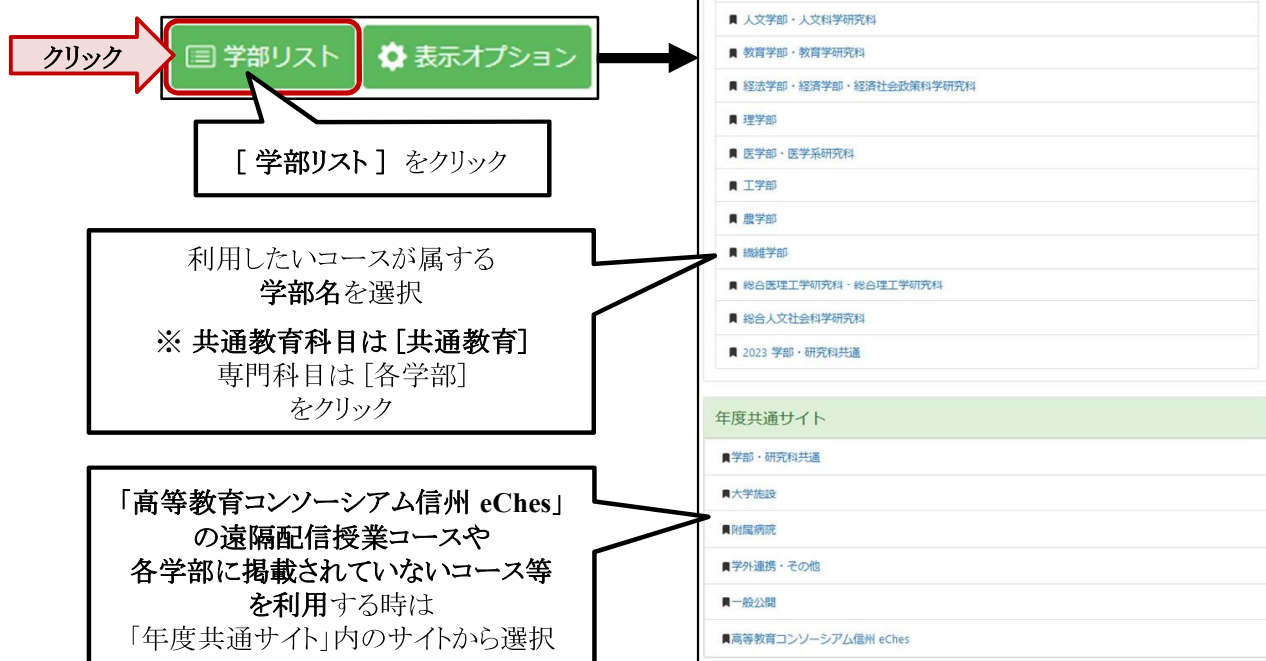 クリック
学部リスト
表示オプション
[ 学部リスト ] をクリック
利用したいコースが属する
学部名を選択
※ 共通教育科目は [共通教育]
専門科目は [各学部]
をクリック
「高等教育コンソーシアム信州 eChes」
の遠隔配信授業コースや
各学部に掲載されていないコース等
を利用する時は
「年度共通サイト」内のサイトから選択
人文学部・人文科学研究科
教育学部・教育学研究科
経法学部・経済学部・経済社会政策科学研究科
理学部
医学部・医学系研究科
工学部
農学部
繊維学部
総合医理工学研究科・総合理工学研究科
総合人文社会科学研究科
2023 学部・研究科共通
年度共通サイト
学部・研究科共通
大学施設
附属病院
学外連携・その他
一般公開
高等教育コンソーシアム信州 eChes